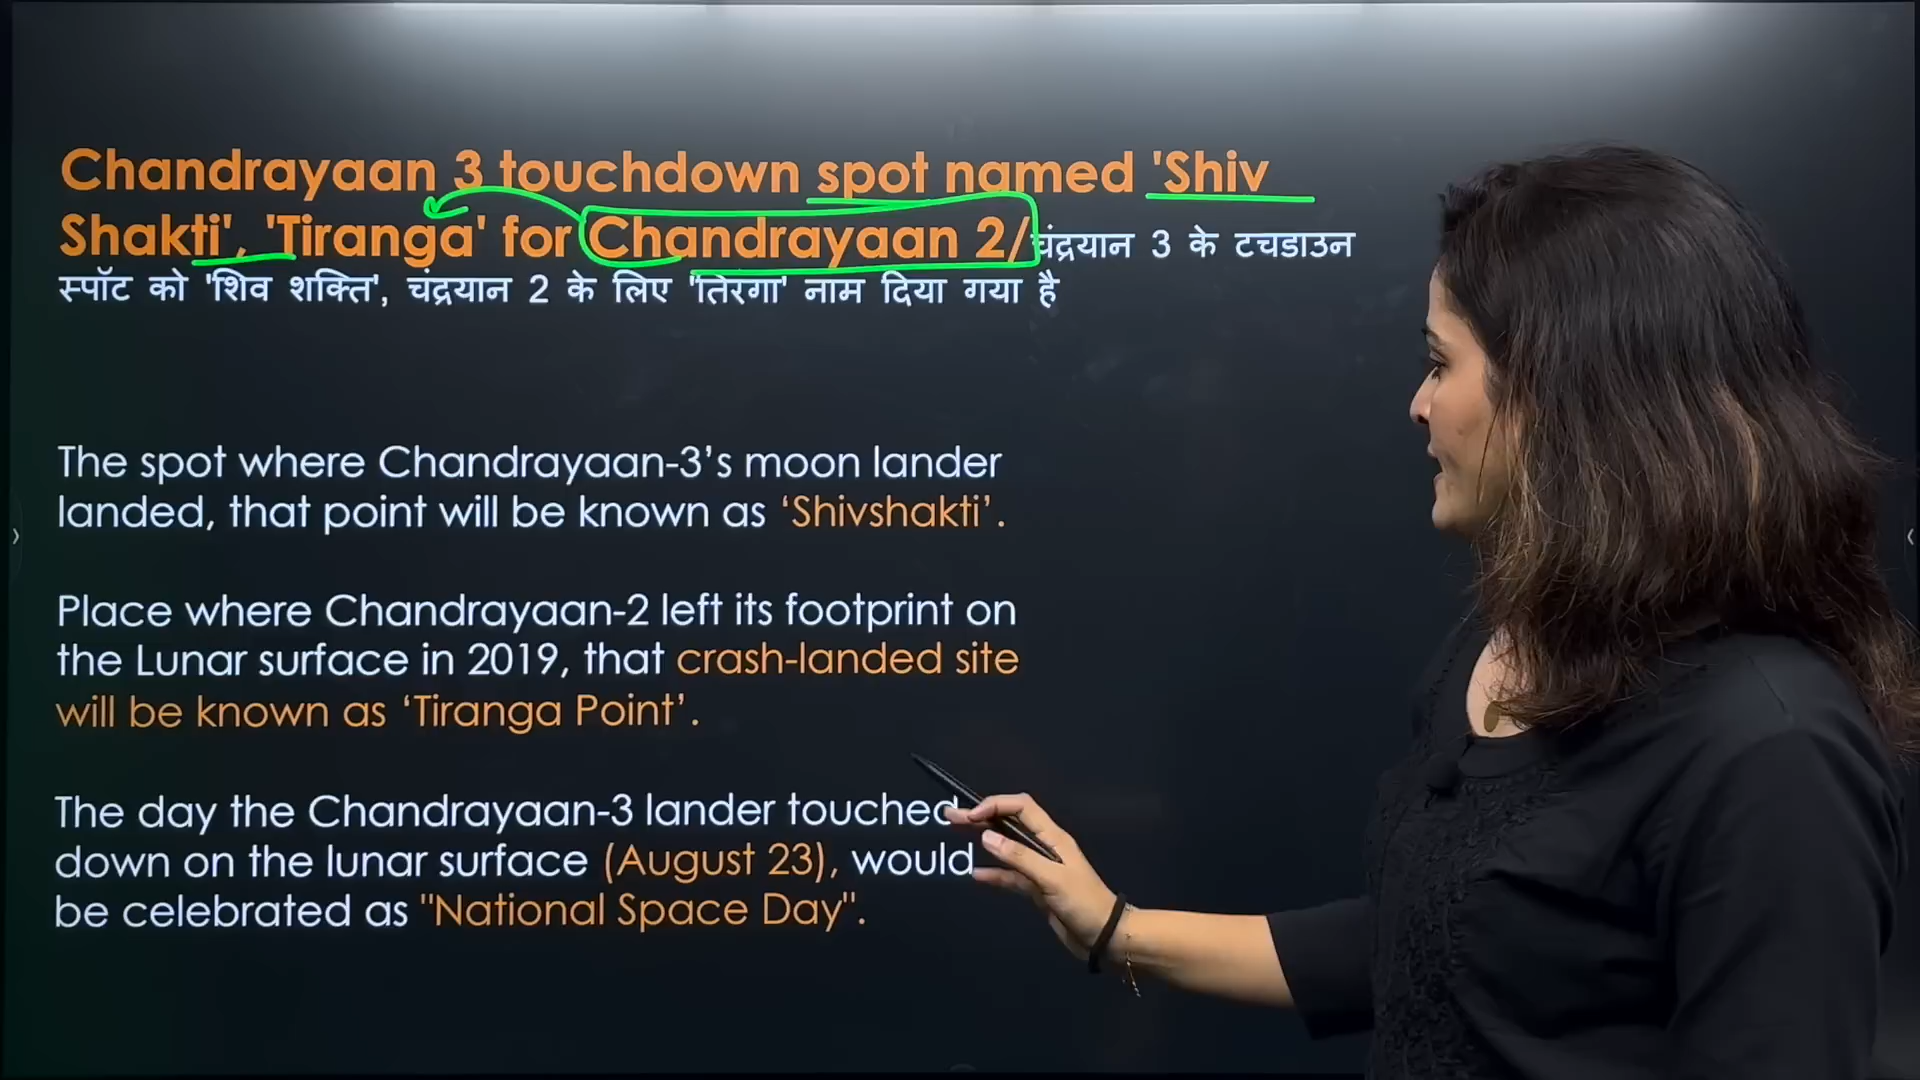 Chandrayaan 3 touchdown spot named 'Shiv
Shakti', 'Tiranga' for Chandrayaan 2/चंद्रयान 3 के टचडाउन
स्पॉट को 'शिव शक्ति', चंद्रयान 2 के लिए 'तिरंगा' नाम दिया गया है
The spot where Chandrayaan-3’s moon lander
landed, that point will be known as ‘Shivshakti’.
Place where Chandrayaan-2 left its footprint on
the Lunar surface in 2019, that crash-landed site
will be known as ‘Tiranga Point’.
The day the Chandrayaan-3 lander touched
down on the lunar surface (August 23), would
be celebrated as "National Space Day".